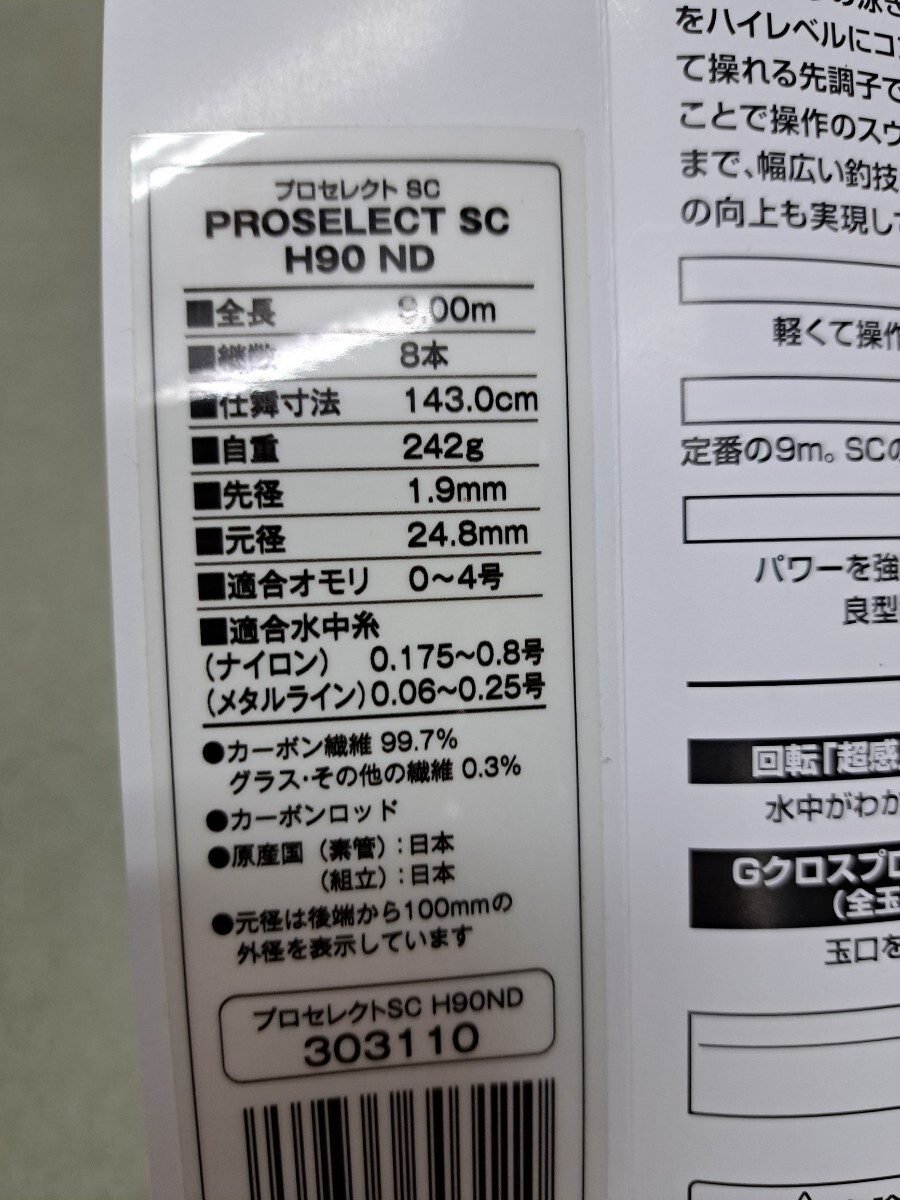 プロセレクト SC
PROSELECT SC
H90 ND
■全長 9.00m
■継数 8本
■仕舞寸法 143.0cm
■自重 242g
■先径 1.9mm
■元径 24.8mm
■適合オモリ 0〜4号
■適合水中糸
(ナイロン) 0.175〜0.8号
(メタルライン)0.06〜0.25号
●カーボン繊維 99.7%
グラス・その他の繊維 0.3%
●カーボンロッド
●原産国(素管):日本
(組立):日本
●元径は後端から100mmの
外径を表示しています
プロセレクトSC H90ND
303110
をハイレベルにコン
て操れる先調子で
ことで操作のスウ
まで、幅広い釣技
の向上も実現して
軽くて操作
定番の9m。SCの
パワーを強
良型
回転「超感
水中がわか
Gクロスプロ
(全玉
玉口を